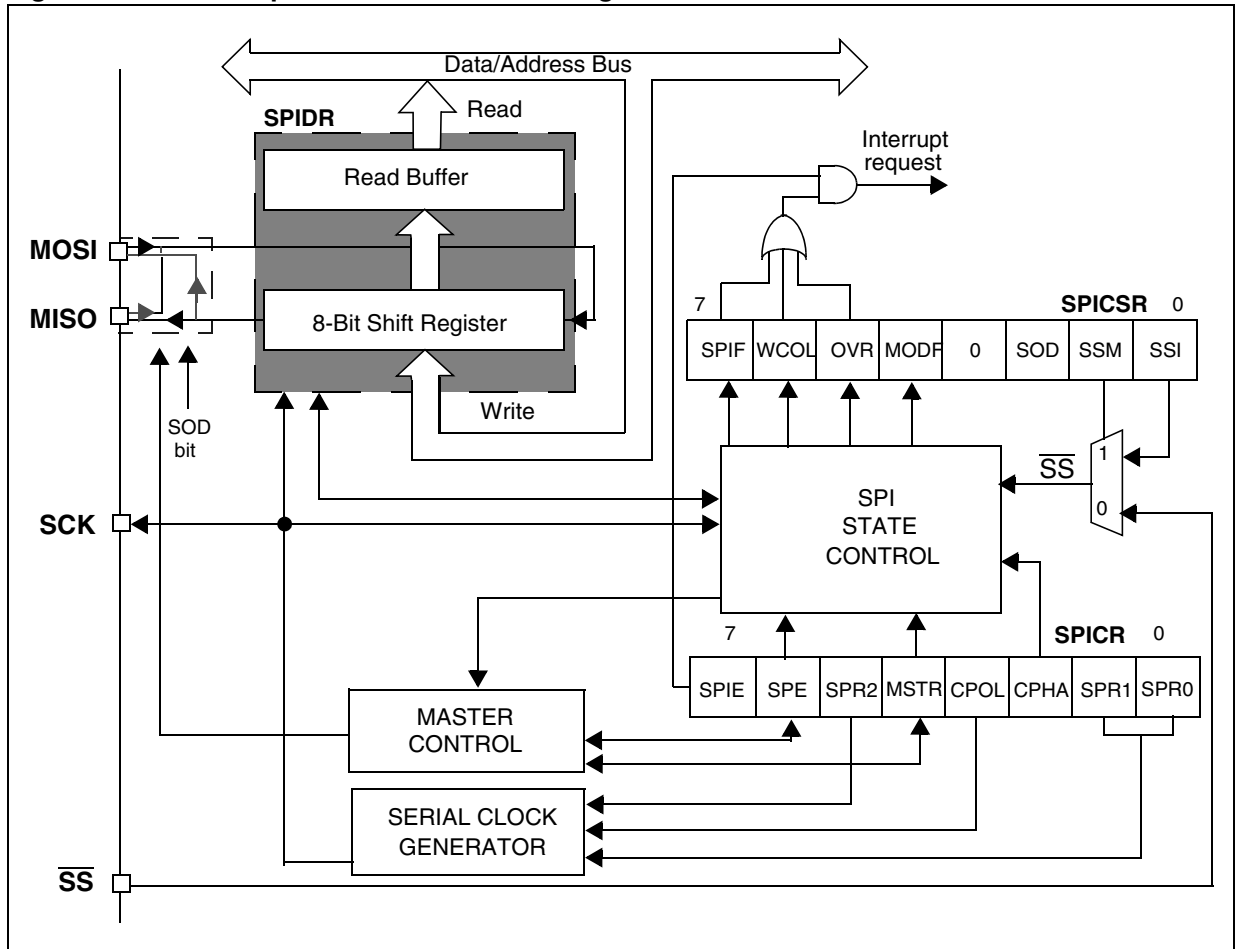 Data/Address Bus
SPIDR
Read
Read Buffer
8-Bit Shift Register
Write
MOSI
MISO
SOD
bit
SCK
SS
Interrupt
request
7
SPICSR
0
SPIF
WCOL
OVR
MODF
0
SOD
SSM
SSI
1
0
SS
SPI
STATE
CONTROL
7
SPICR
0
SPIE
SPE
SPR2
MSTR
CPOL
CPHA
SPR1
SPR0
MASTER
CONTROL
SERIAL CLOCK
GENERATOR